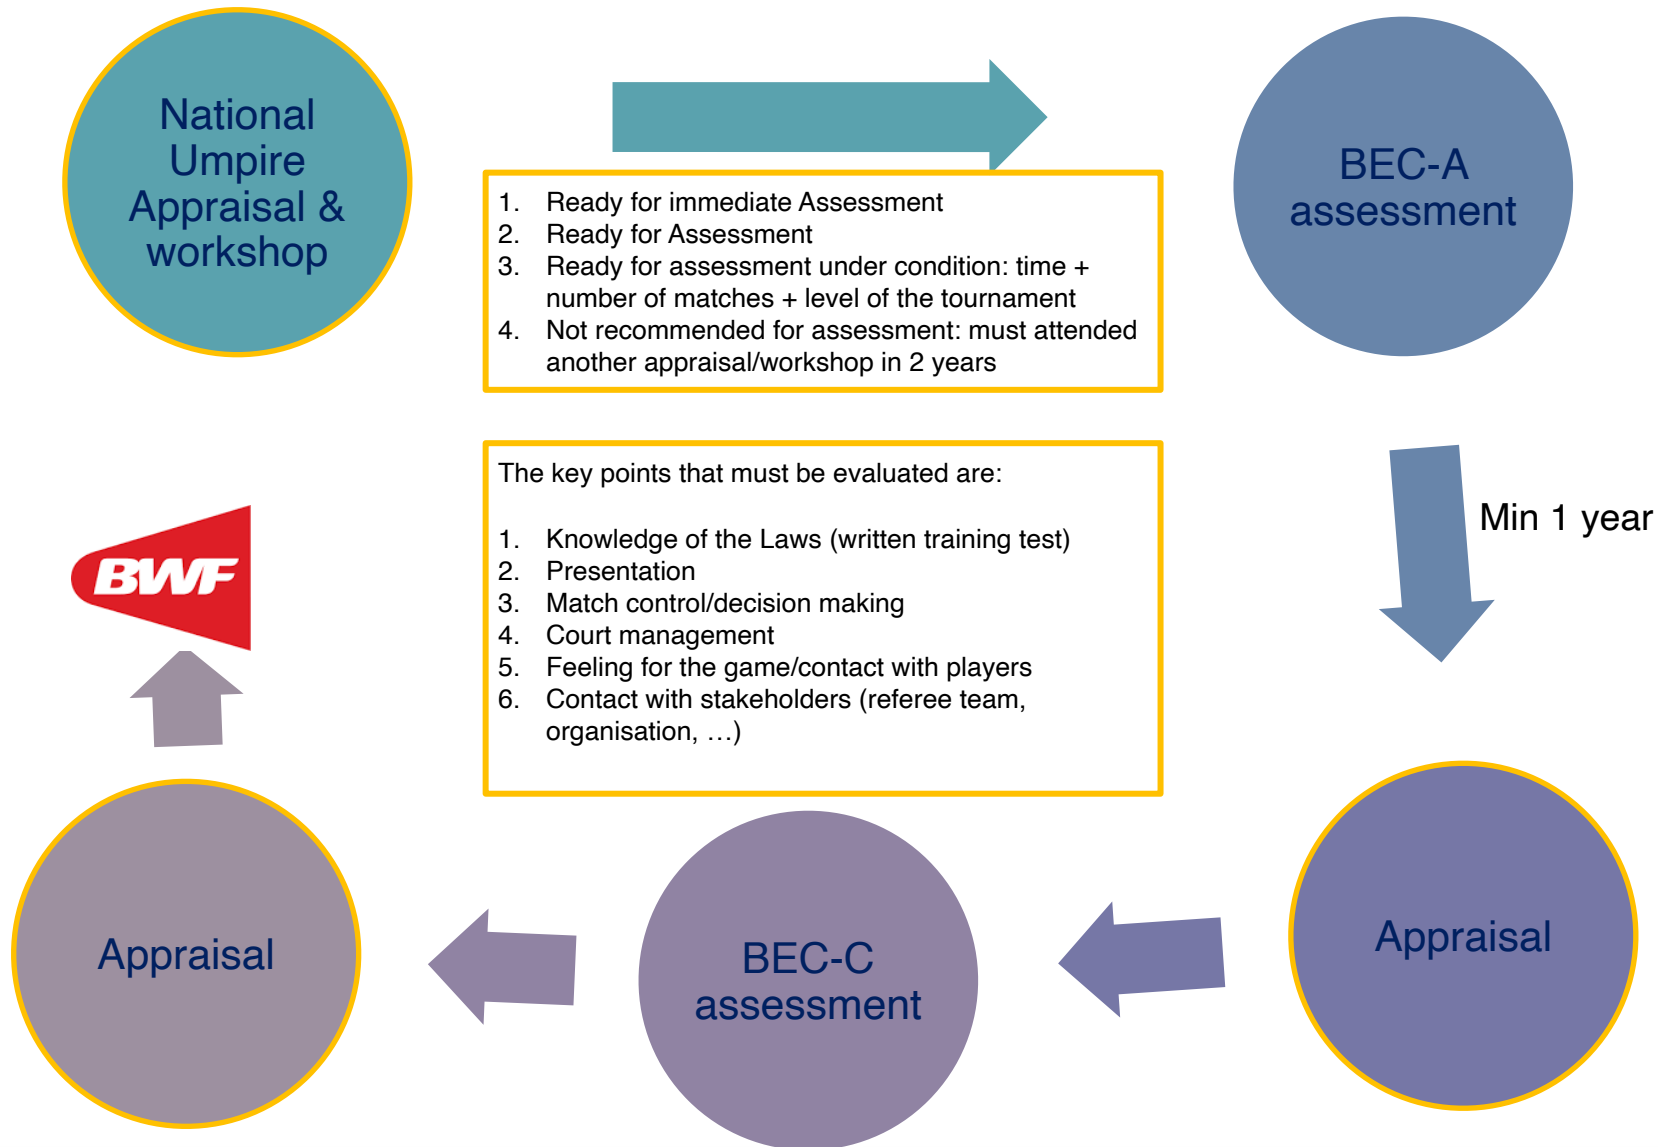 National
Umpire
Appraisal &
workshop
1. Ready for immediate Assessment
2. Ready for Assessment
3. Ready for assessment under condition: time +
number of matches + level of the tournament
4. Not recommended for assessment: must attended
another appraisal/workshop in 2 years
BEC-A
assessment
The key points that must be evaluated are:
1. Knowledge of the Laws (written training test)
2. Presentation
3. Match control/decision making
4. Court management
5. Feeling for the game/contact with players
6. Contact with stakeholders (referee team,
organisation, …)
Min 1 year
BWF
Appraisal
BEC-C
assessment
Appraisal